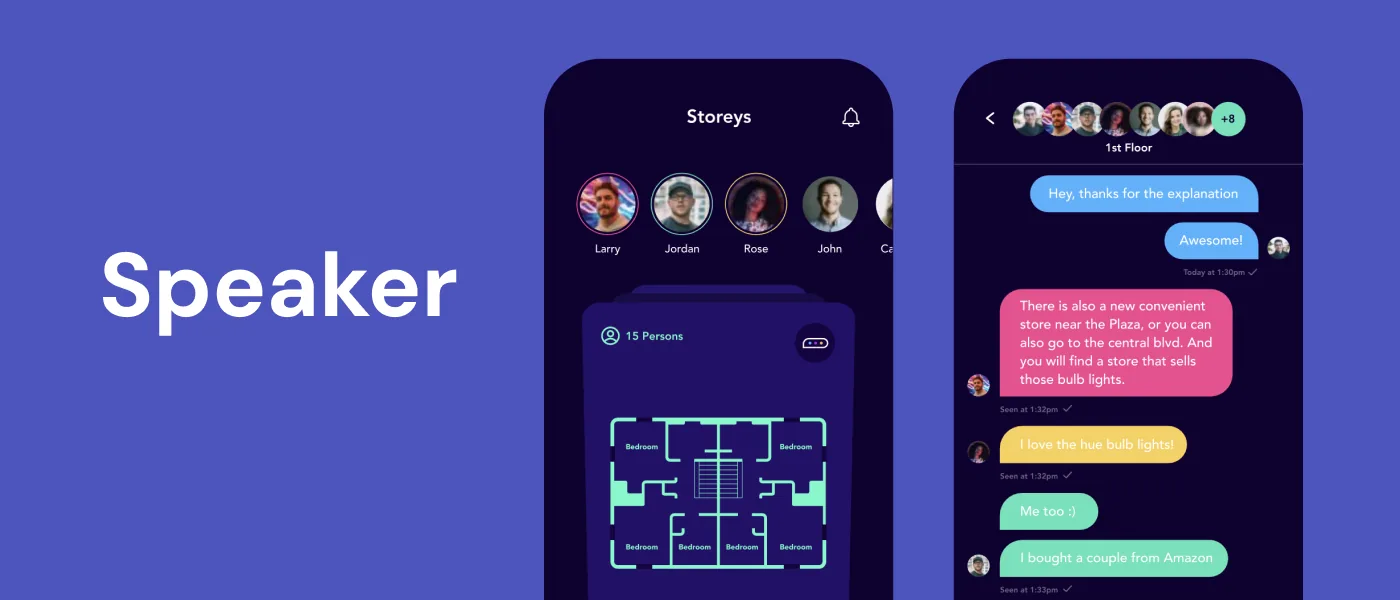 Speaker
Storeys
Larry
Jordan
Rose
John
Ca
15 Persons
Bedroom
Bedroom
Bedroom
Bedroom
Bedroom
Bedroom
+8
1st Floor
Hey, thanks for the explanation
Awesome!
Today at 1:30pm
There is also a new convenient
store near the Plaza, or you can
also go to the central blvd. And
you will find a store that sells
those bulb lights.
Seen at 1:32pm
I love the hue bulb lights!
Seen at 1:32pm
Me too :)
I bought a couple from Amazon
Seen at 1:33pm